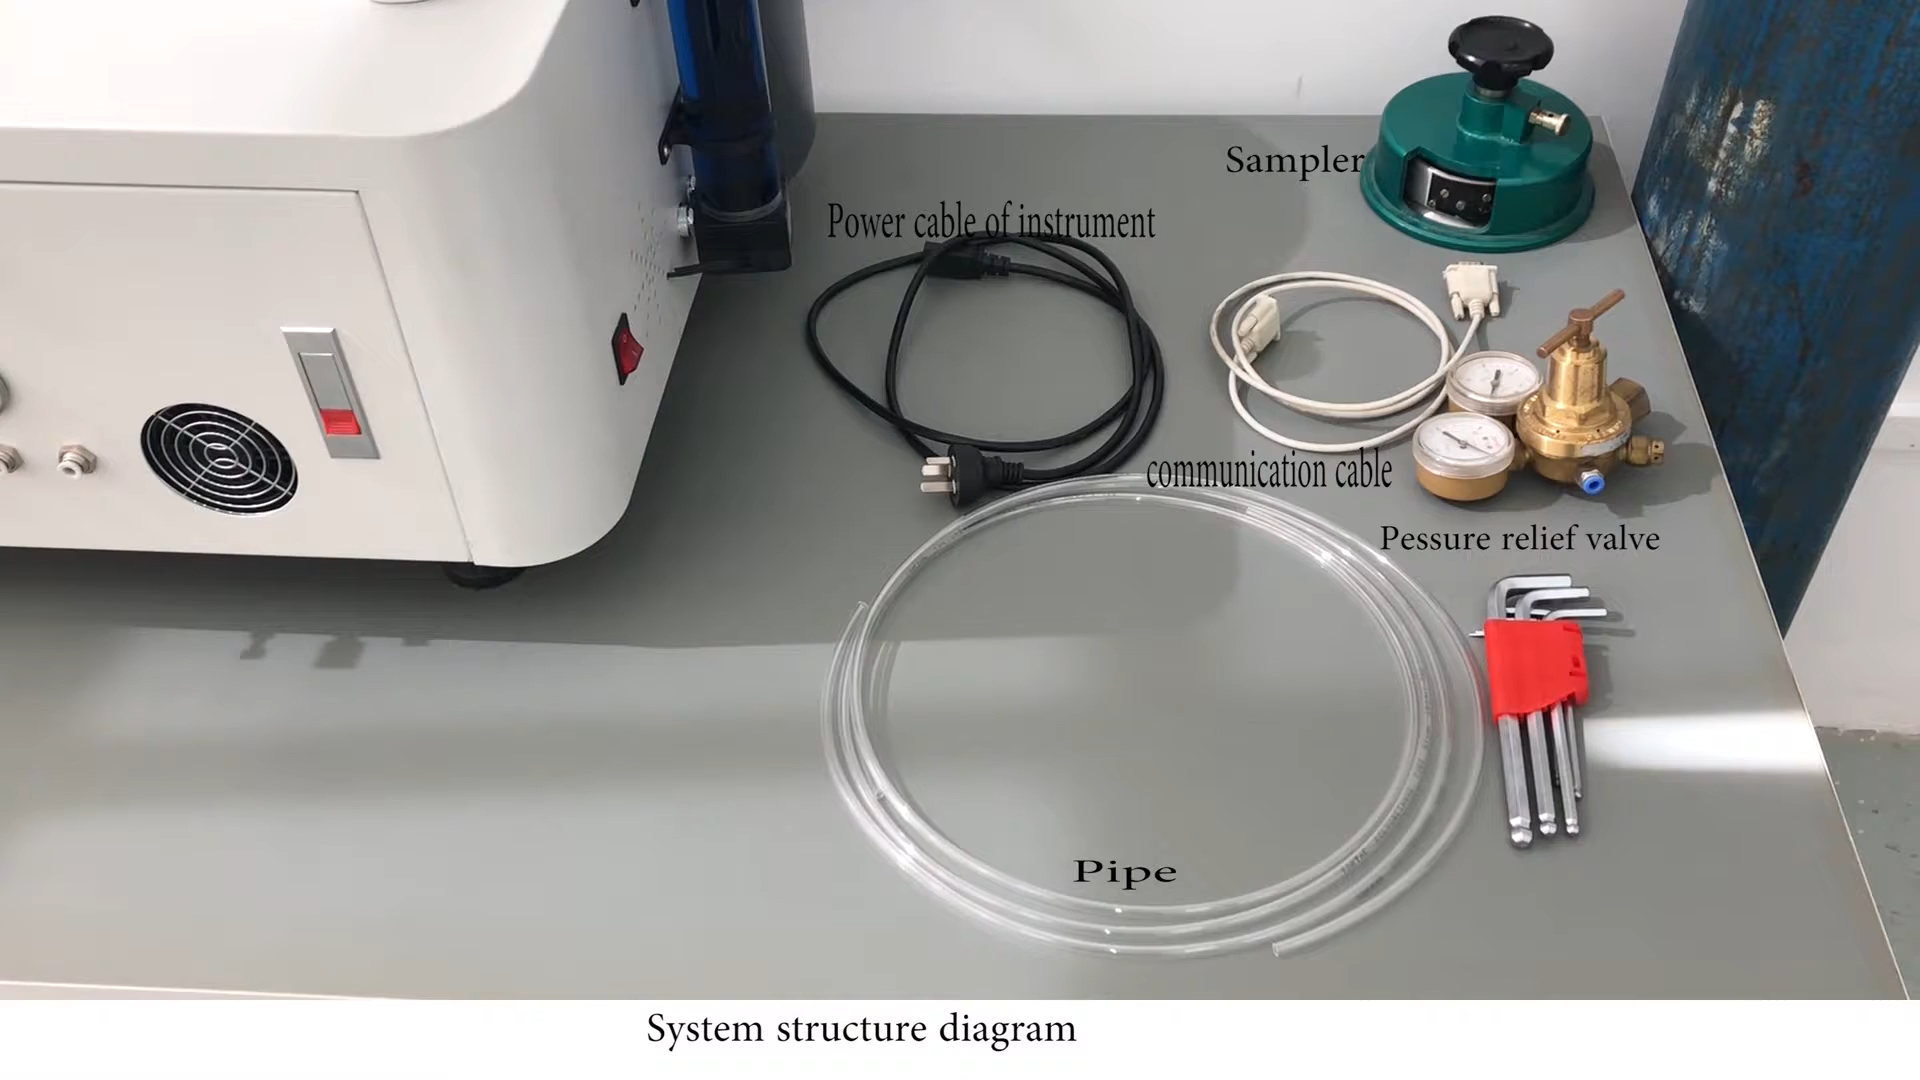 Sampler
Power cable of instrument
communication cable
Pessure relief valve
Pipe
System structure diagram